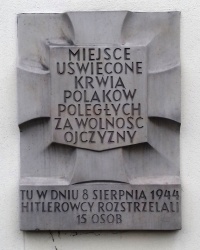 MIEJSCE
UŚWIĘCONE
KRWIĄ
POLAKÓW
POLEGŁYCH
ZA WOLNOŚĆ
OJCZYZNY
TU W DNIU 8 SIERPNIA 1944
HITLEROWCY ROZSTRZELALI
15 OSÓB